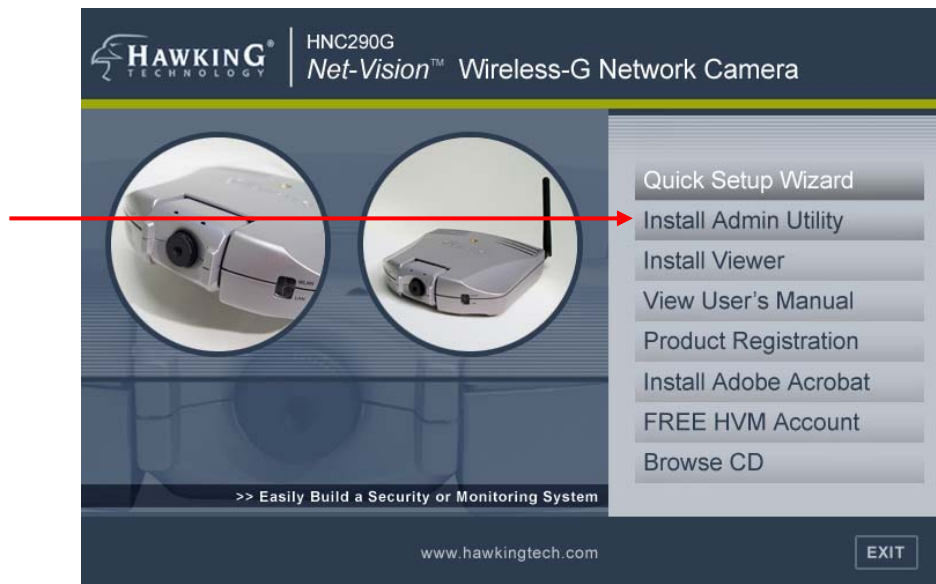 HAWKING®
TECHNOLOGY
HNC290G
Net-Vision™ Wireless-G Network Camera
Quick Setup Wizard
Install Admin Utility
Install Viewer
View User's Manual
Product Registration
Install Adobe Acrobat
FREE HVM Account
Browse CD
WLAN
LAN
>> Easily Build a Security or Monitoring System
www.hawkingtech.com
EXIT